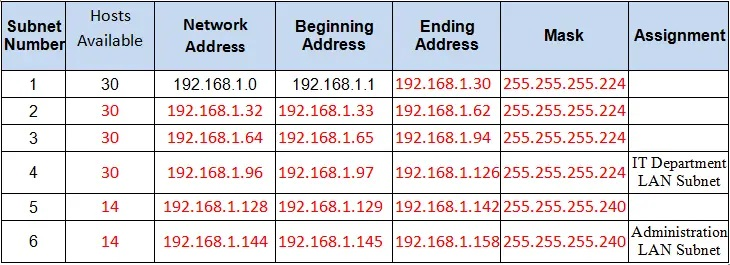 Subnet Number Hosts Available Network Address Beginning Address Ending Address Mask Assignment
1 30 192.168.1.0 192.168.1.1 192.168.1.30 255.255.255.224
2 30 192.168.1.32 192.168.1.33 192.168.1.62 255.255.255.224
3 30 192.168.1.64 192.168.1.65 192.168.1.94 255.255.255.224
4 30 192.168.1.96 192.168.1.97 192.168.1.126 255.255.255.224 IT Department LAN Subnet
5 14 192.168.1.128 192.168.1.129 192.168.1.142 255.255.255.240
6 14 192.168.1.144 192.168.1.145 192.168.1.158 255.255.255.240 Administration LAN Subnet